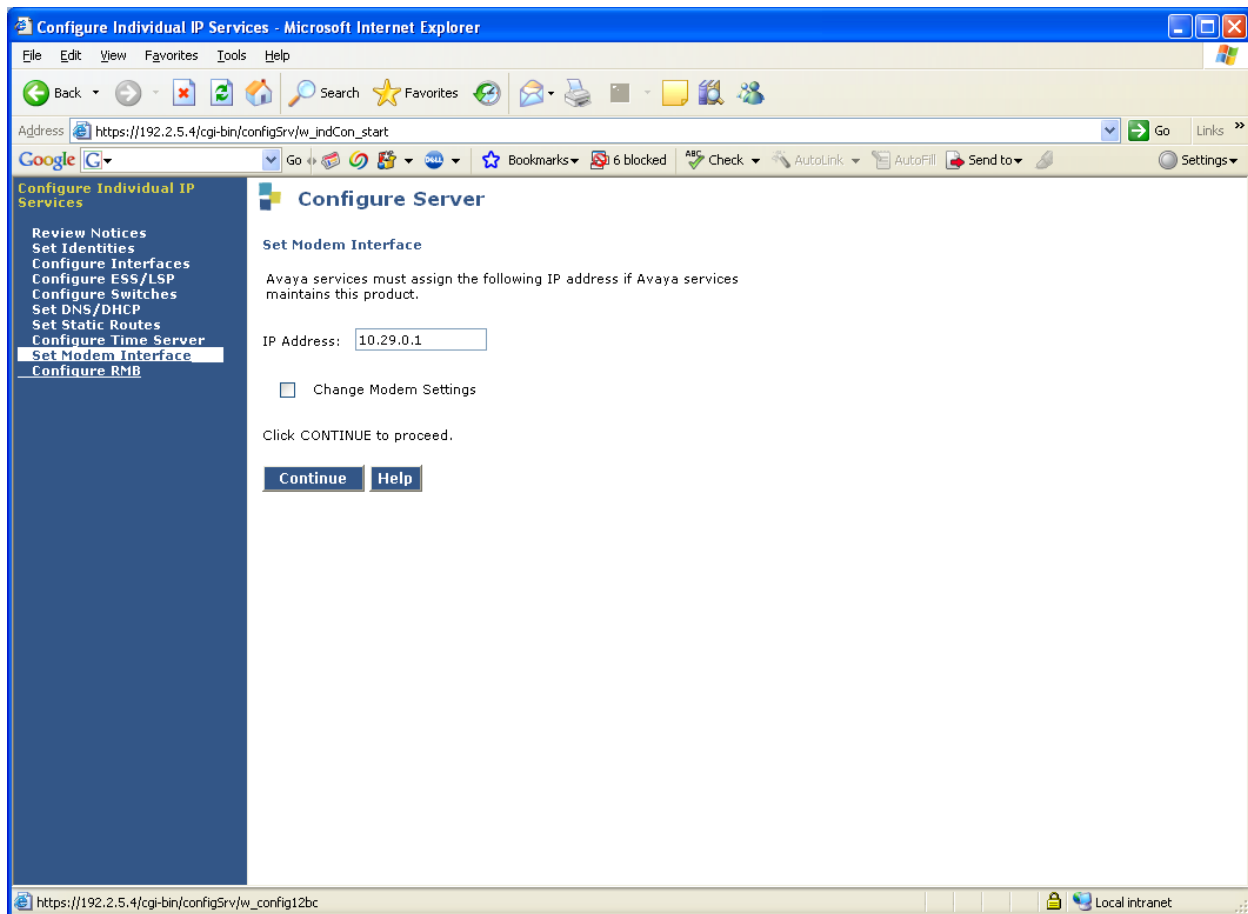 Configure Individual IP Services - Microsoft Internet Explorer
File Edit View Favorites Tools Help
Back Search Favorites
Address https://192.2.5.4/cgi-bin/configSrv/w_indCon_start Go Links »
Google G Go DELL Bookmarks 6 blocked ABC Check AutoLink AutoFill Send to Settings
Configure Individual IP
Services
Review Notices
Set Identities
Configure Interfaces
Configure ESS/LSP
Configure Switches
Set DNS/DHCP
Set Static Routes
Configure Time Server
Set Modem Interface
Configure RMB
Configure Server
Set Modem Interface
Avaya services must assign the following IP address if Avaya services
maintains this product.
IP Address: 10.29.0.1
Change Modem Settings
Click CONTINUE to proceed.
Continue Help
https://192.2.5.4/cgi-bin/configSrv/w_config12bc Local intranet